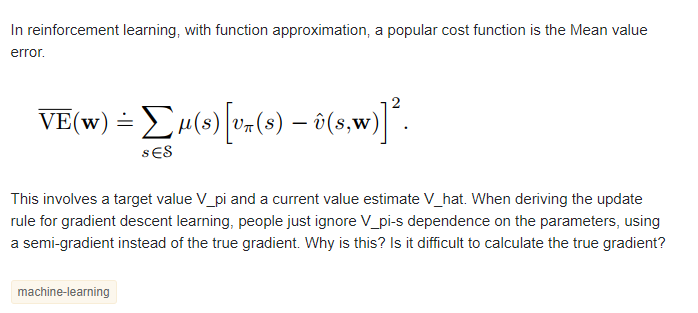 In reinforcement learning, with function approximation, a popular cost function is the Mean value
error.
$\overline{\mathrm{VE}}(\mathbf{w}) \doteq \sum_{s \in \mathcal{S}} \mu(s) \left[ v_\pi(s) - \hat{v}(s,\mathbf{w}) \right]^2.$
This involves a target value V_pi and a current value estimate V_hat. When deriving the update
rule for gradient descent learning, people just ignore V_pi-s dependence on the parameters, using
a semi-gradient instead of the true gradient. Why is this? Is it difficult to calculate the true gradient?
machine-learning